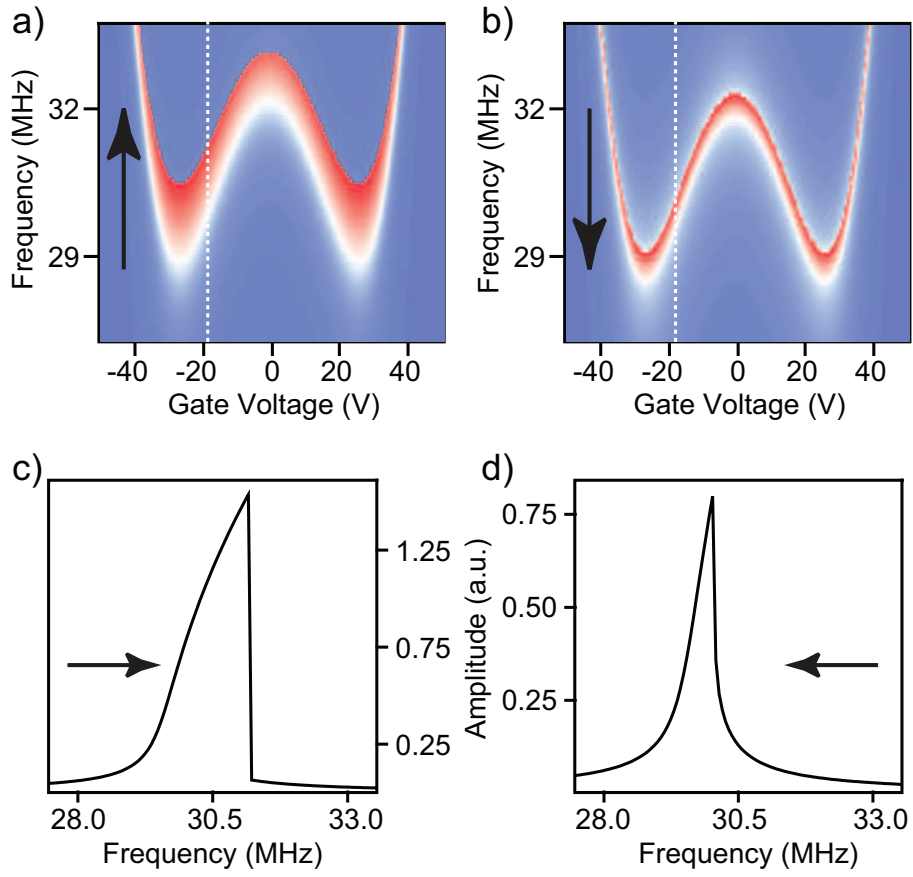 a)
Frequency (MHz)
32
29
-40 -20 0 20 40
Gate Voltage (V)
b)
Frequency (MHz)
32
29
-40 -20 0 20 40
Gate Voltage (V)
c)
1.25
0.75
0.25
28.0 30.5 33.0
Frequency (MHz)
d)
Amplitude (a.u.)
0.75
0.50
0.25
28.0 30.5 33.0
Frequency (MHz)